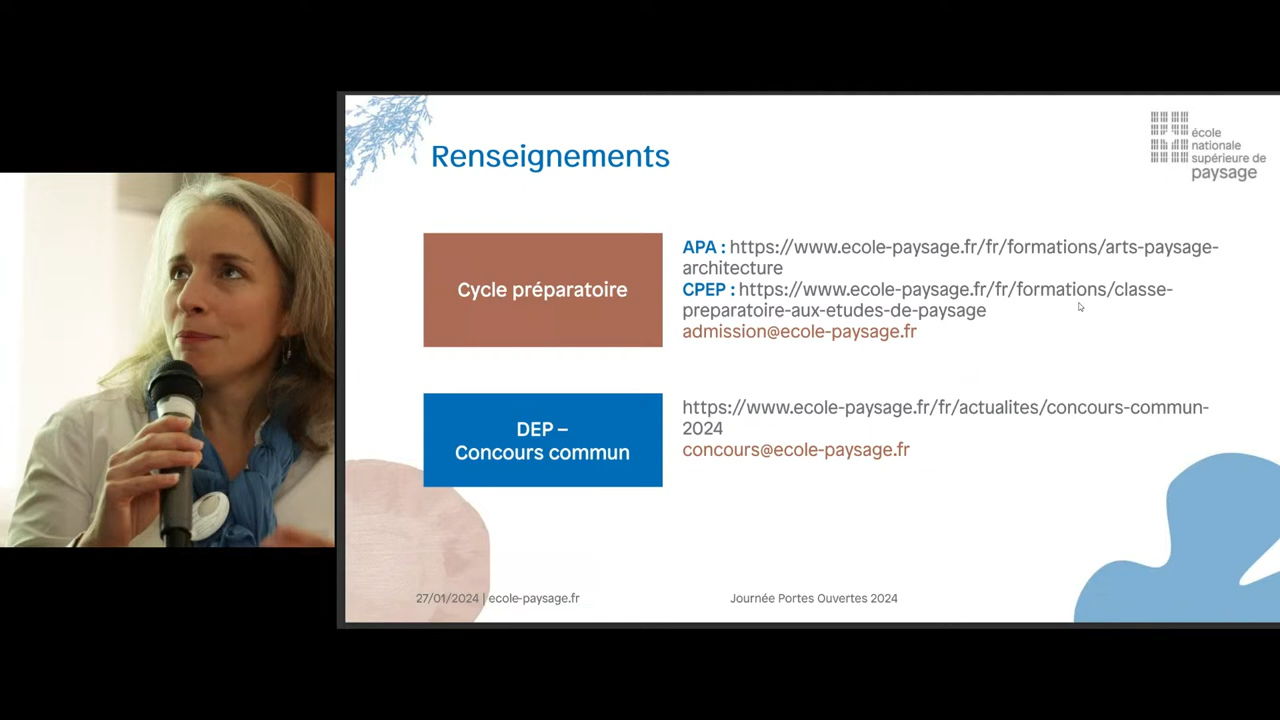 école
nationale
supérieure de
paysage
Renseignements
Cycle préparatoire
APA : https://www.ecole-paysage.fr/fr/formations/arts-paysage-
architecture
CPEP : https://www.ecole-paysage.fr/fr/formations/classe-
preparatoire-aux-etudes-de-paysage
admission@ecole-paysage.fr
DEP –
Concours commun
https://www.ecole-paysage.fr/fr/actualites/concours-commun-
2024
concours@ecole-paysage.fr
27/01/2024 | ecole-paysage.fr
Journée Portes Ouvertes 2024